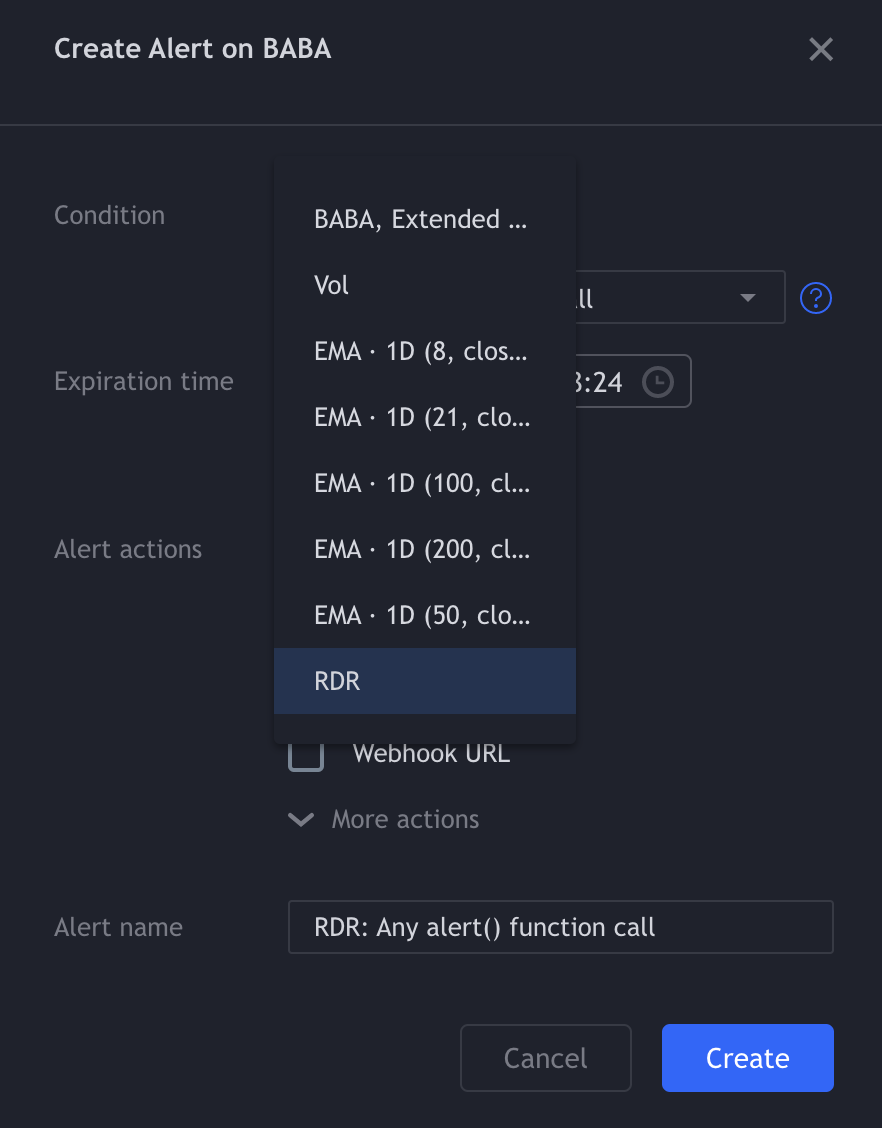 Create Alert on BABA
Condition
BABA, Extended ...
Vol
ll
EMA · 1D (8, clos...
Expiration time
3:24
EMA · 1D (21, clo...
EMA · 1D (100, cl...
Alert actions
EMA · 1D (200, cl...
EMA · 1D (50, clo...
RDR
Webhook URL
More actions
Alert name
RDR: Any alert() function call
Cancel
Create